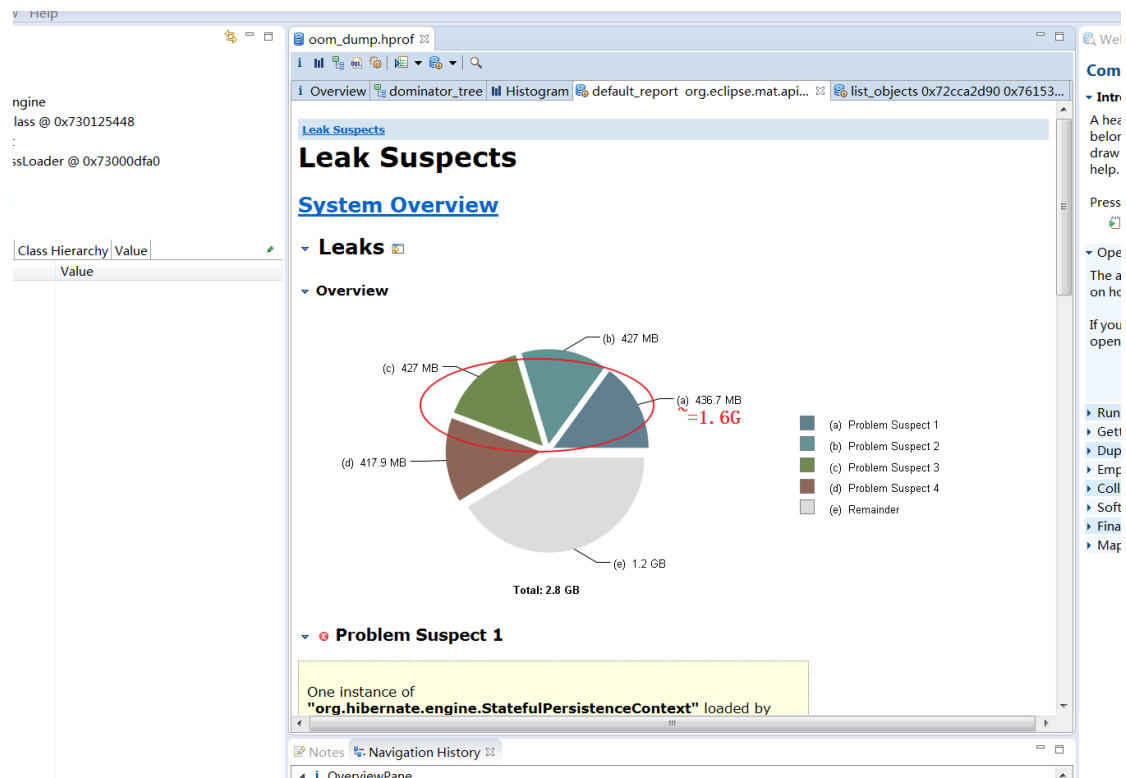 Help
oom_dump.hprof
i Overview dominator_tree Histogram default_report org.eclipse.mat.api... list_objects 0x72cca2d90 0x76153...
ngine
lass @ 0x730125448
ssLoader @ 0x73000dfa0
Class Hierarchy Value
Value
Leak Suspects
Leak Suspects
System Overview
Leaks
Overview
(b) 427 MB
(c) 427 MB
(a) 436.7 MB
~=1.6G
(d) 417.9 MB
(e) 1.2 GB
(a) Problem Suspect 1
(b) Problem Suspect 2
(c) Problem Suspect 3
(d) Problem Suspect 4
(e) Remainder
Total: 2.8 GB
Problem Suspect 1
One instance of
"org.hibernate.engine.StatefulPersistenceContext" loaded by
Notes Navigation History
i OverviewPane
Wel
Com
Intr
A hea
belon
draw
help.
Press
Ope
The a
on ho
If you
open
Run
Gett
Dup
Emp
Coll
Soft
Fina
Map